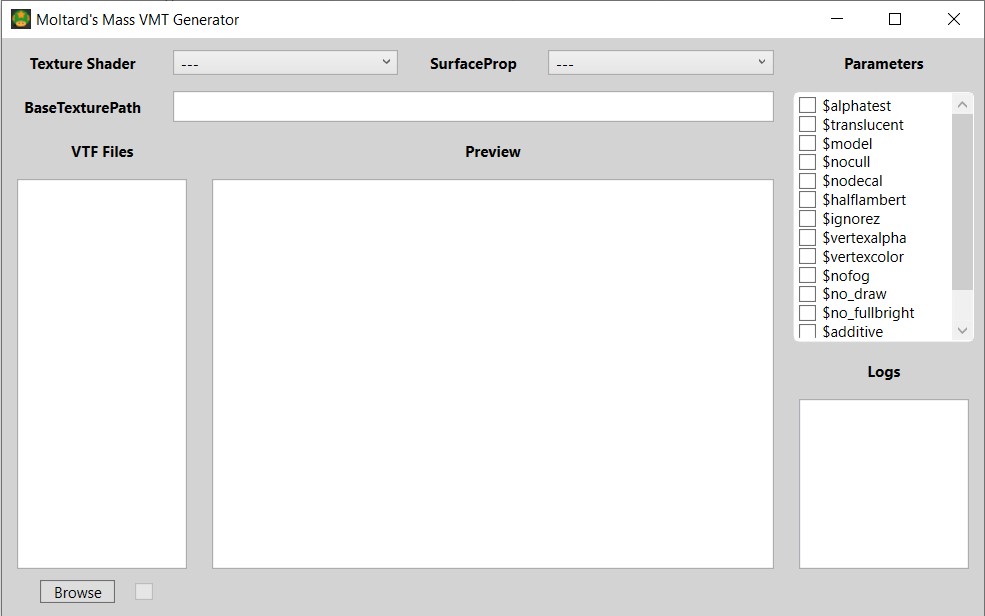 Moltard's Mass VMT Generator
Texture Shader
---
SurfaceProp
---
Parameters
BaseTexturePath
VTF Files
Preview
$alphatest
$translucent
$model
$nocull
$nodecal
$halflambert
$ignorez
$vertexalpha
$vertexcolor
$nofog
$no_draw
$no_fullbright
$additive
Logs
Browse